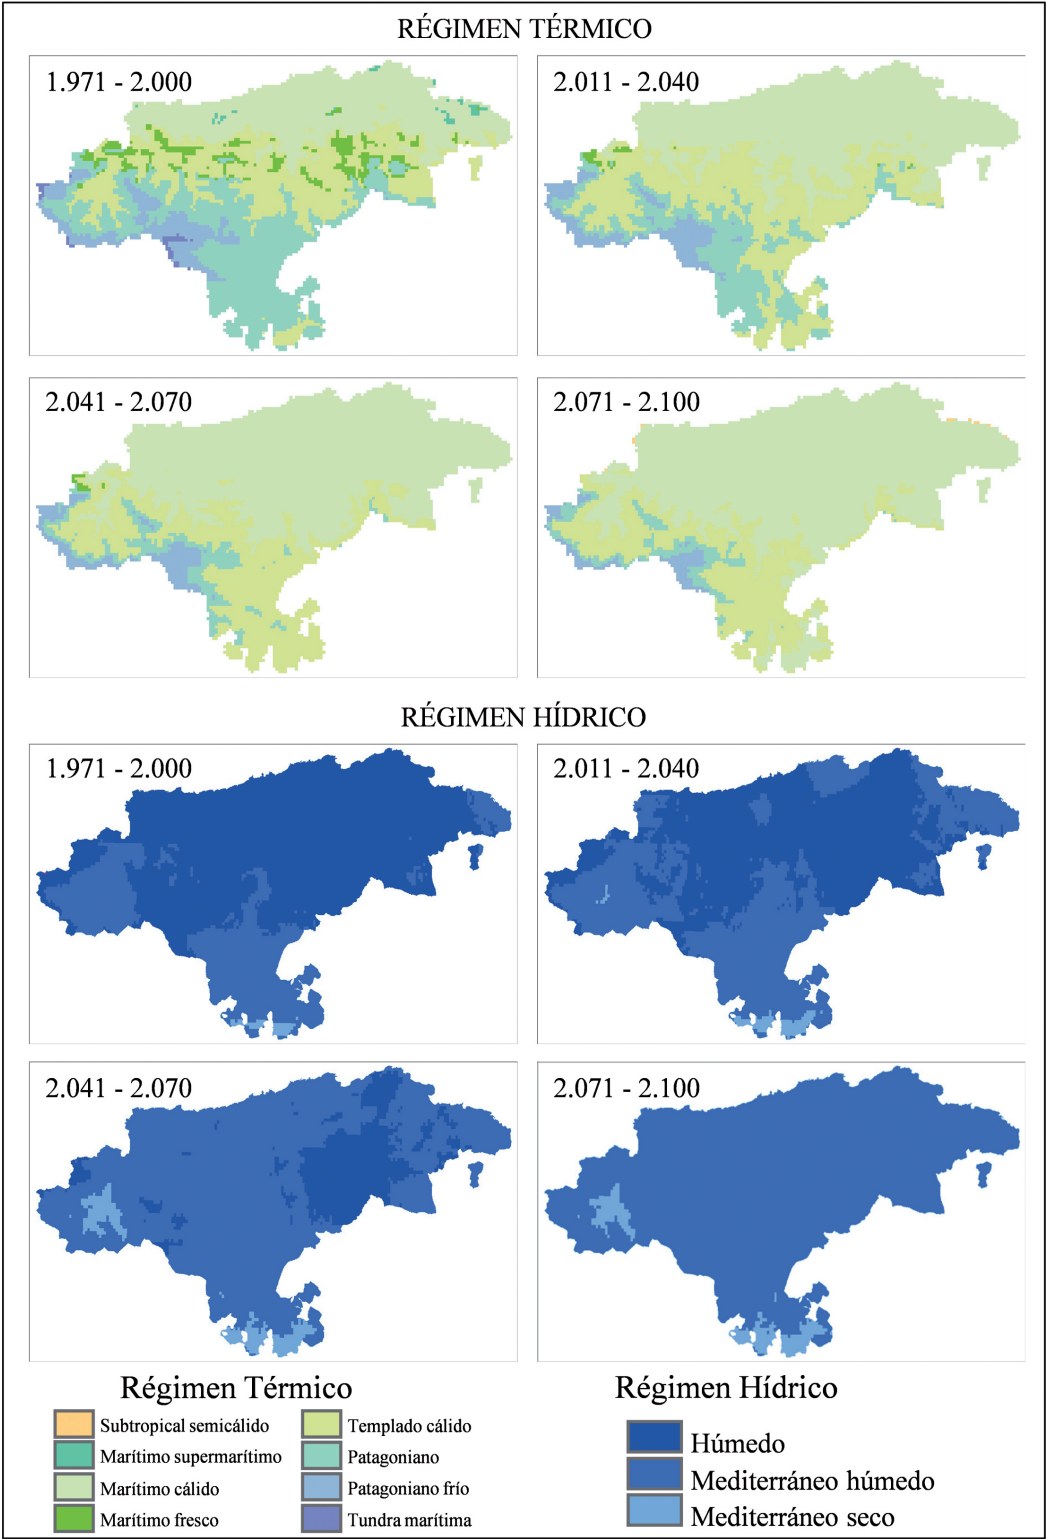 RÉGIMEN TÉRMICO
1.971 - 2.000
2.011 - 2.040
2.041 - 2.070
2.071 - 2.100
RÉGIMEN HÍDRICO
1.971 - 2.000
2.011 - 2.040
2.041 - 2.070
2.071 - 2.100
Régimen Térmico
Subtropical semicálido
Marítimo supermarítimo
Marítimo cálido
Marítimo fresco
Templado cálido
Patagoniano
Patagoniano frío
Tundra marítima
Régimen Hídrico
Húmedo
Mediterráneo húmedo
Mediterráneo seco